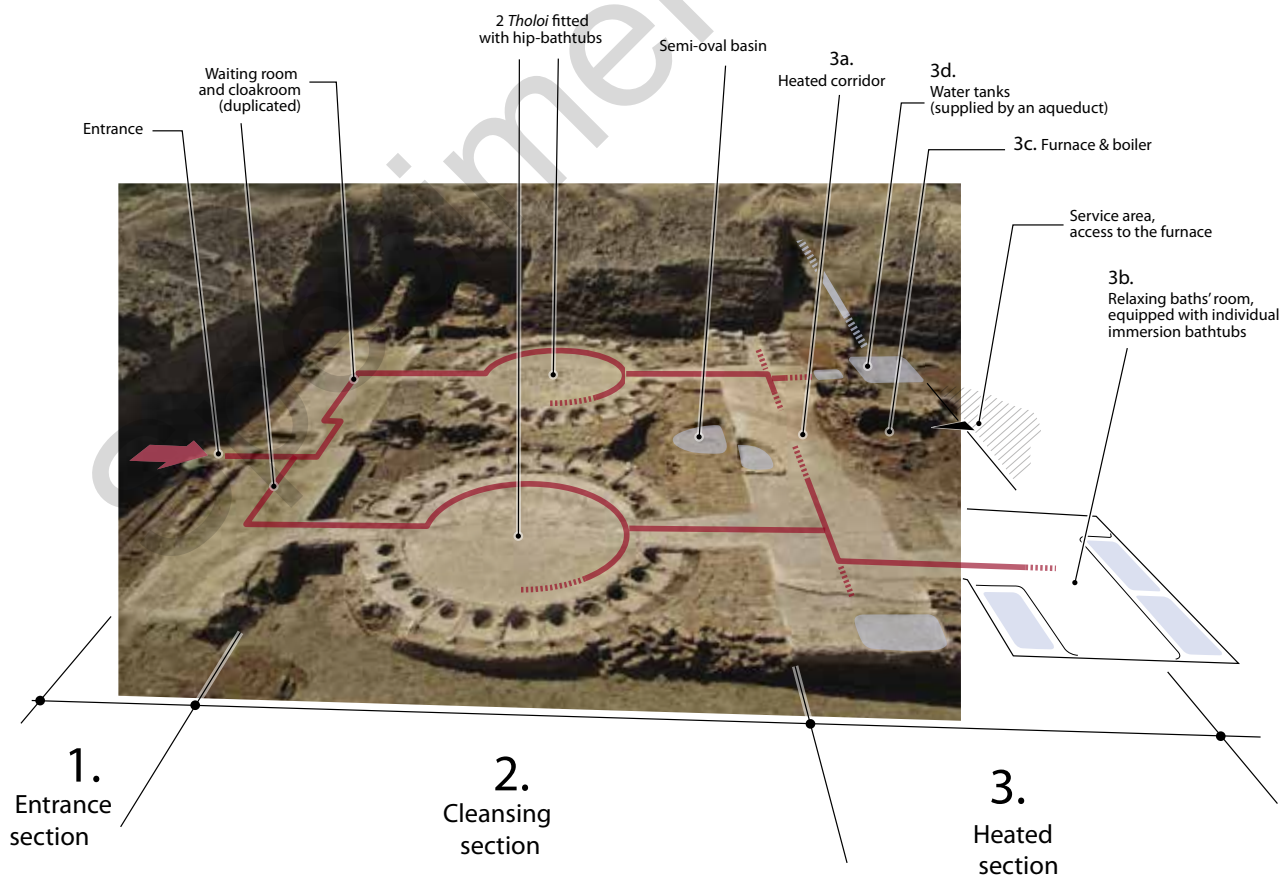 2 Tholoi fitted
with hip-bathtubs
Semi-oval basin
3a.
Heated corridor
3d.
Water tanks
(supplied by an aqueduct)
Waiting room
and cloakroom
(duplicated)
Entrance
3c. Furnace & boiler
Service area,
access to the furnace
3b.
Relaxing baths’ room,
equipped with individual
immersion bathtubs
1.
Entrance
section
2.
Cleansing
section
3.
Heated
section